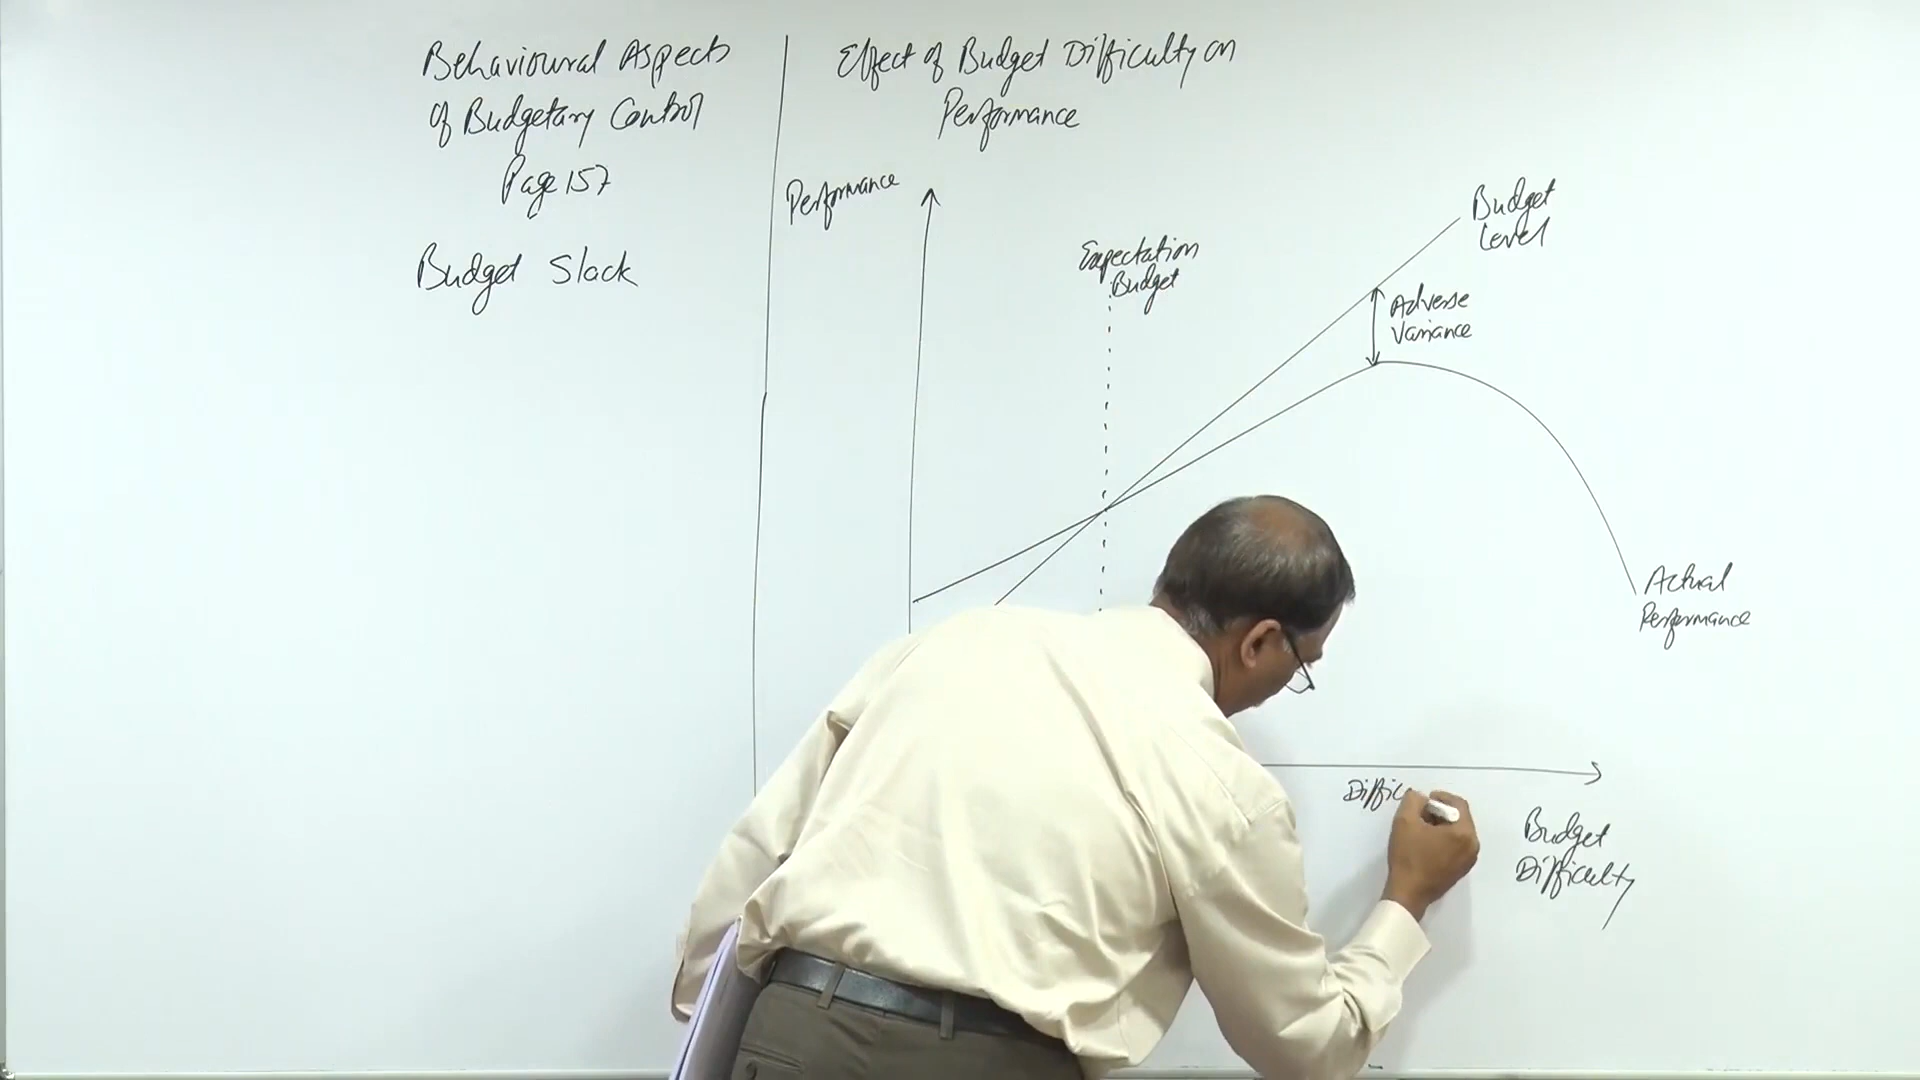 Behavioural Aspects
of Budgetary Control
Page 157
Budget Slack
Effect of Budget Difficulty on
Performance
Performance
Expectation
Budget
Budget
Level
Adverse
Variance
Actual
Performance
Diffic
Budget
Difficulty